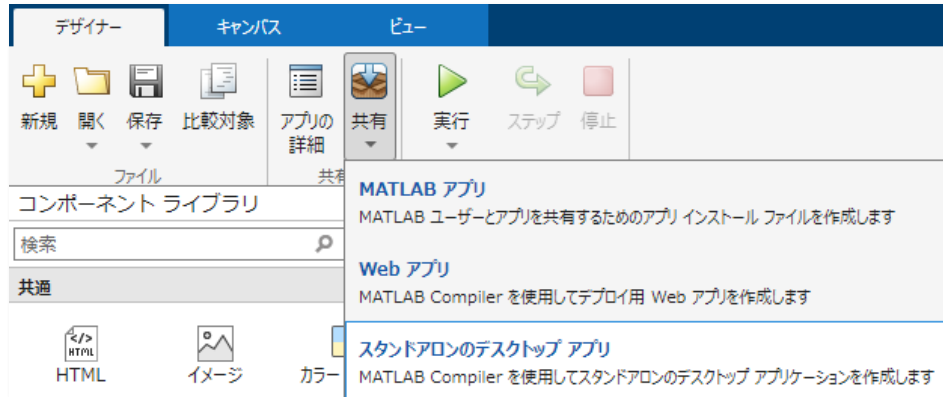 デザイナー キャンバス ビュー
新規 開く 保存 比較対象 アプリの 共有 実行 ステップ 停止
詳細
ファイル 共有
コンポーネント ライブラリ
検索
共通
HTML
HTML イメージ カラー
MATLAB アプリ
MATLAB ユーザーとアプリを共有するためのアプリ インストール ファイルを作成します
Web アプリ
MATLAB Compiler を使用してデプロイ用 Web アプリを作成します
スタンドアロンのデスクトップ アプリ
MATLAB Compiler を使用してスタンドアロンのデスクトップ アプリケーションを作成します